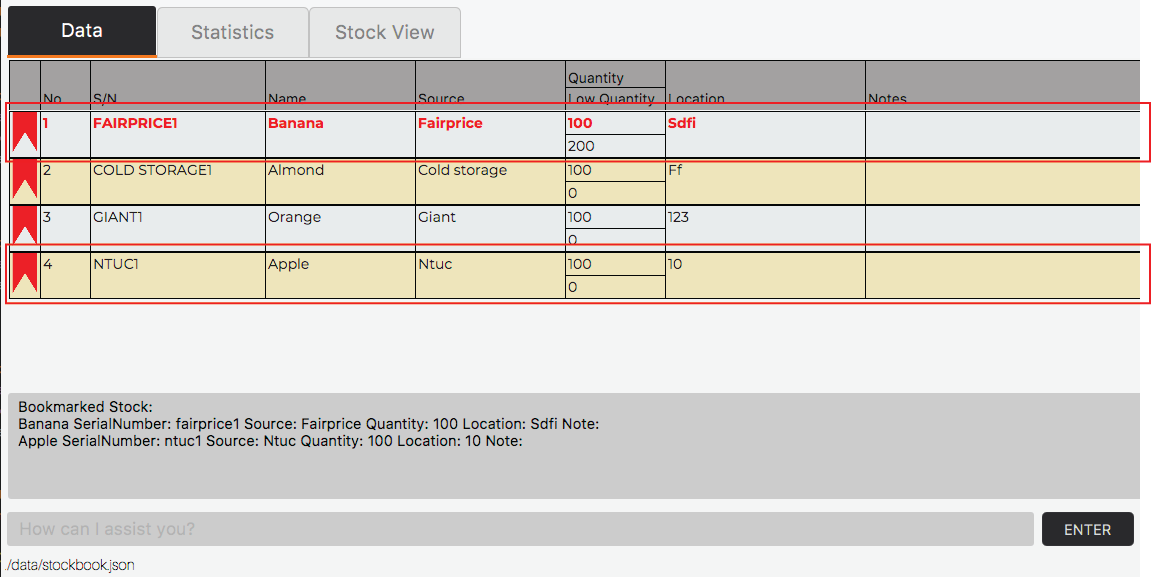 Data Statistics Stock View
Quantity
No S/N Name Source Low Quantity Location Notes
1 FAIRPRICE1 Banana Fairprice 100 Sdfi
200
2 COLD STORAGE1 Almond Cold storage 100 Ff
0
3 GIANT1 Orange Giant 100 123
0
4 NTUC1 Apple Ntuc 100 10
0
Bookmarked Stock:
Banana SerialNumber: fairprice1 Source: Fairprice Quantity: 100 Location: Sdfi Note:
Apple SerialNumber: ntuc1 Source: Ntuc Quantity: 100 Location: 10 Note:
How can I assist you? ENTER
./data/stockbook.json